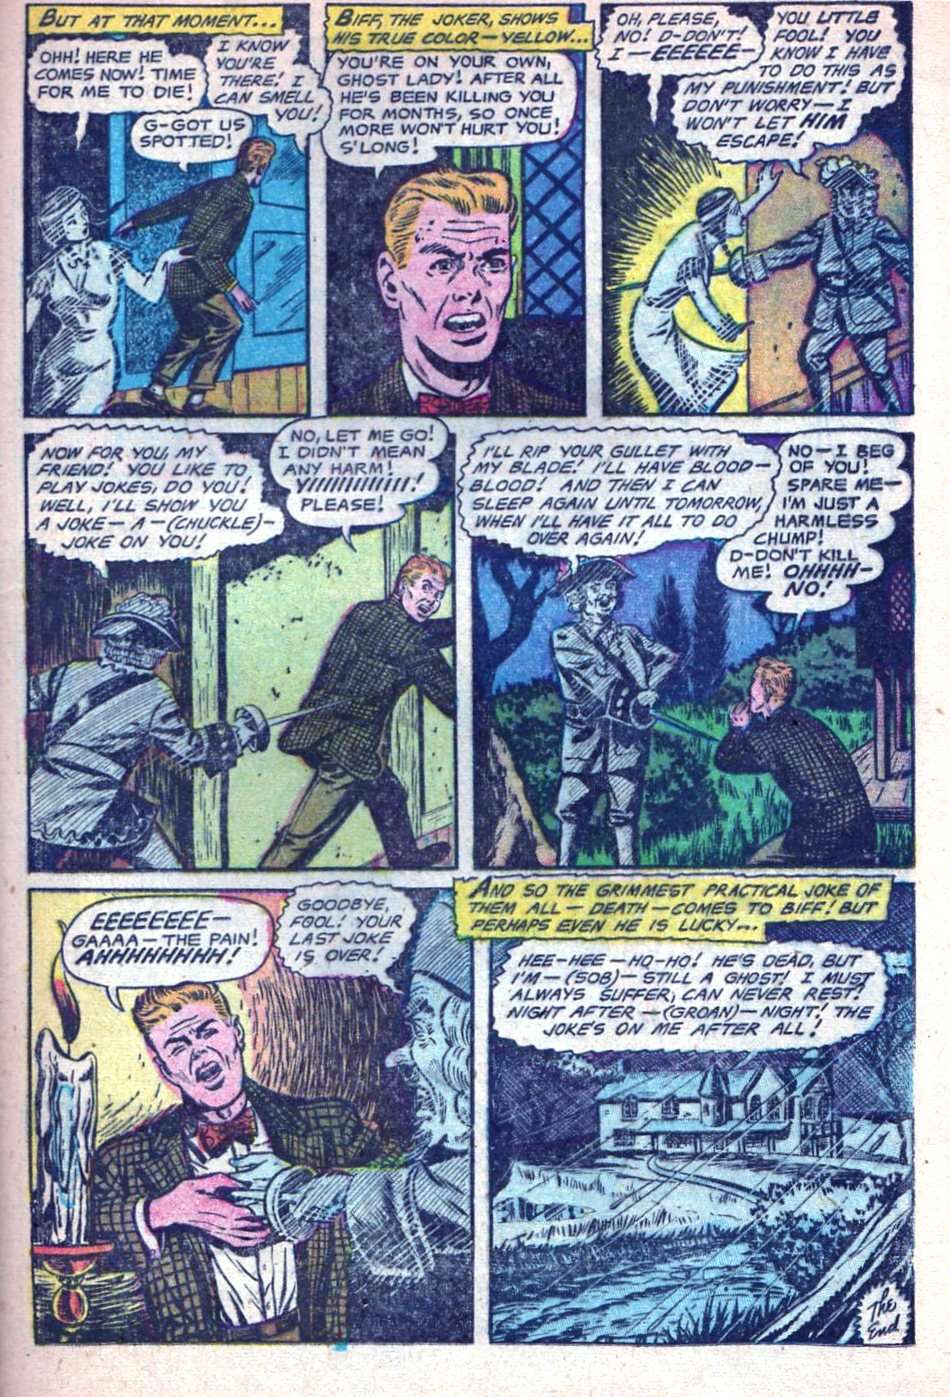 BUT AT THAT MOMENT...
OHH! HERE HE
COMES NOW! TIME
FOR ME TO DIE!
I KNOW
YOU'RE
THERE! I
CAN SMELL
YOU!
G-GOT US
SPOTTED!
BIFF, THE JOKER, SHOWS
HIS TRUE COLOR—YELLOW...
YOU'RE ON YOUR OWN,
GHOST LADY! AFTER ALL
HE'S BEEN KILLING YOU
FOR MONTHS, SO ONCE
MORE WON'T HURT YOU!
S'LONG!
OH, PLEASE,
NO! D-DON'T!
I—EEEEEE-
YOU LITTLE
FOOL! YOU
KNOW I HAVE
TO DO THIS AS
MY PUNISHMENT! BUT
DON'T WORRY—I
WON'T LET HIM
ESCAPE!
NOW FOR YOU, MY
FRIEND! YOU LIKE TO
PLAY JOKES, DO YOU!
WELL, I'LL SHOW YOU
A JOKE—A—(CHUCKLE)-
JOKE ON YOU!
NO, LET ME GO!
I DIDN'T MEAN
ANY HARM!
YIIIIIIIIIIII!
PLEASE!
I'LL RIP YOUR GULLET WITH
MY BLADE! I'LL HAVE BLOOD—
BLOOD! AND THEN I CAN
SLEEP AGAIN UNTIL TOMORROW,
WHEN I'LL HAVE IT ALL TO DO
OVER AGAIN!
NO—I BEG
OF YOU!
SPARE ME—
I'M JUST A
HARMLESS
CHUMP!
D-DON'T KILL
ME! OHHHH-
NO!
EEEEEEEE—
GAAAA—THE PAIN!
AHHHHHHHH!
GOODBYE,
FOOL! YOUR
LAST JOKE
IS OVER!
AND SO THE GRIMMEST PRACTICAL JOKE OF
THEM ALL—DEATH—COMES TO BIFF! BUT
PERHAPS EVEN HE IS LUCKY...
HEE-HEE—HO-HO! HE'S DEAD, BUT
I'M—(SOB)—STILL A GHOST! I MUST
ALWAYS SUFFER, CAN NEVER REST!
NIGHT AFTER—(GROAN)—NIGHT! THE
JOKE'S ON ME AFTER ALL!
The
End